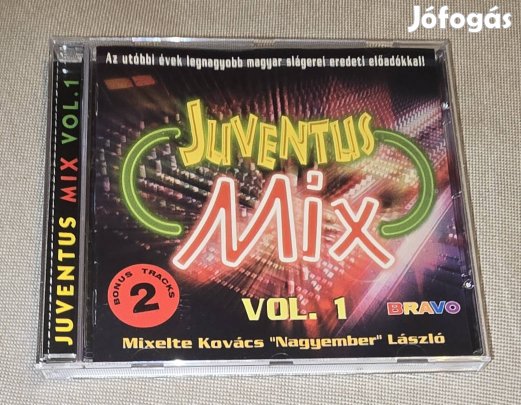 Jófogás
Az utóbbi évek legnagyobb magyar slágerei eredeti előadókkal!
JUVENTUS MIX VOL.1
JUVENTUS
Mix
BONUS TRACKS
2
VOL. 1
BRAVO
Mixelte Kovács "Nagyember" László